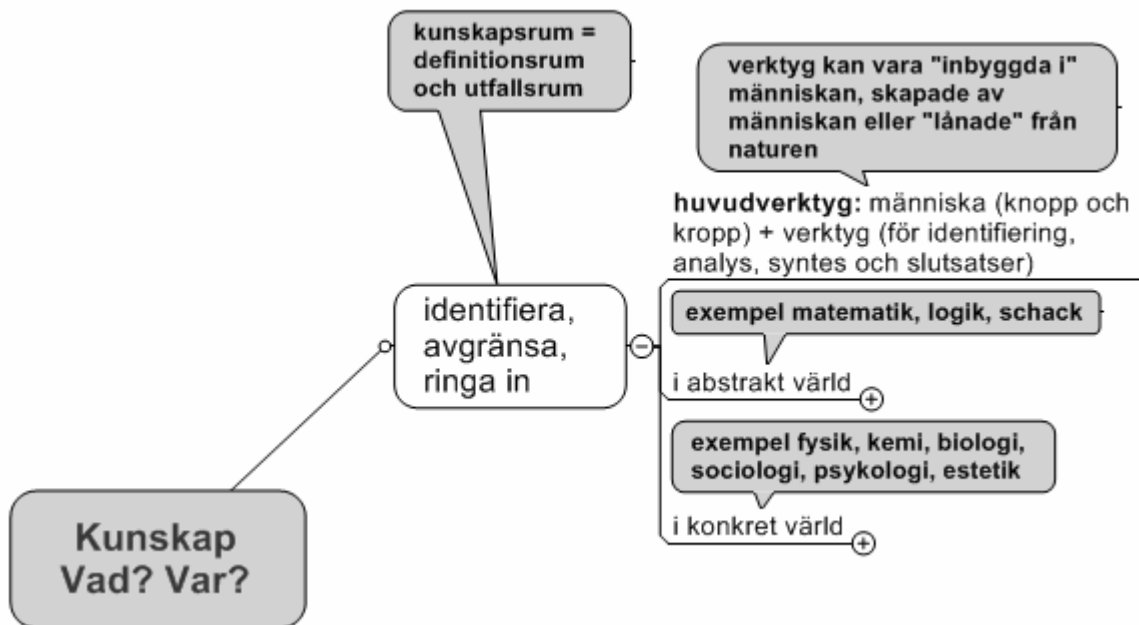 kunskapsrum =
definitionsrum
och utfallsrum
verktyg kan vara "inbyggda i"
människan, skapade av
människan eller "lånade" från
naturen
huvudverktyg: människa (knopp och
kropp) + verktyg (för identifiering,
analys, syntes och slutsatser)
identifiera,
avgränsa,
ringa in
exempel matematik, logik, schack
i abstrakt värld
exempel fysik, kemi, biologi,
sociologi, psykologi, estetik
i konkret värld
Kunskap
Vad? Var?